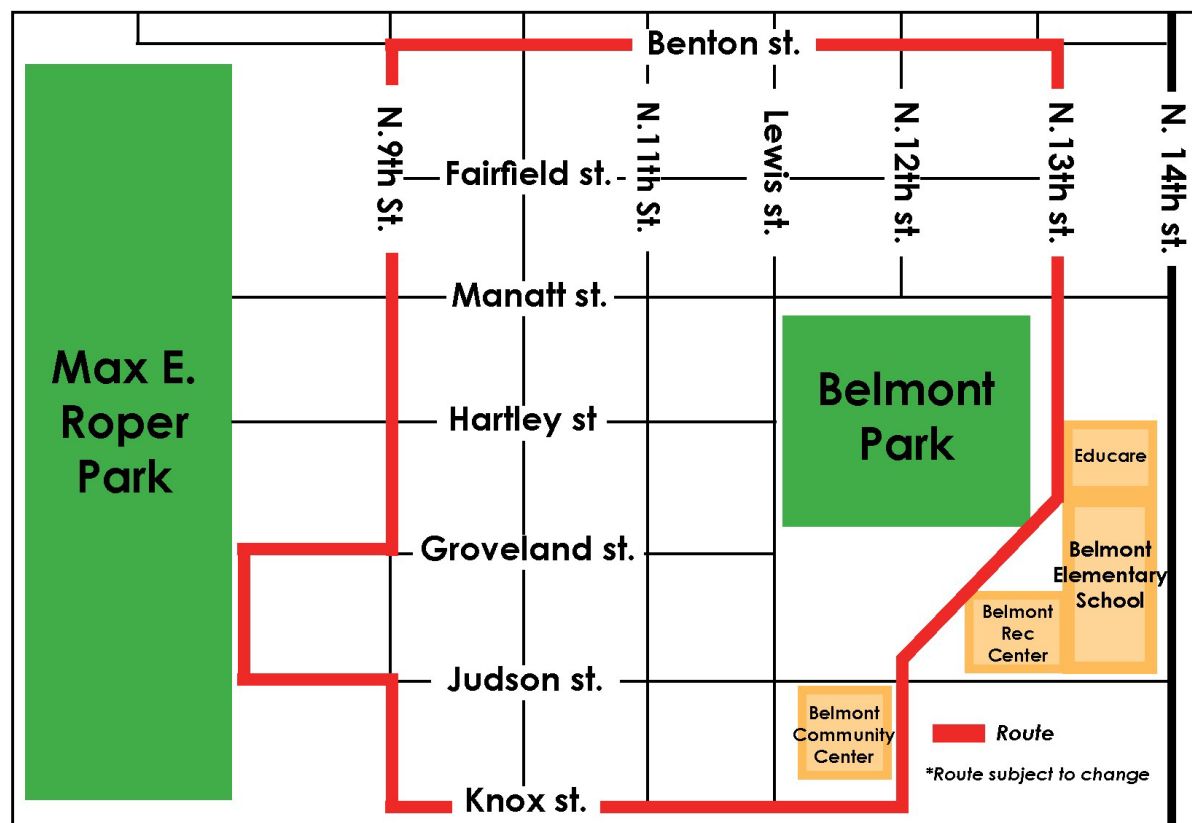 Benton st.
N. 9th St.
N. 11th St.
Lewis st.
N. 12th st.
N. 13th st.
N. 14th st.
Fairfield st.
Manatt st.
Max E.
Roper
Park
Hartley st
Belmont
Park
Educare
Groveland st.
Belmont
Elementary
School
Belmont
Rec
Center
Judson st.
Belmont
Community
Center
Route
*Route subject to change
Knox st.